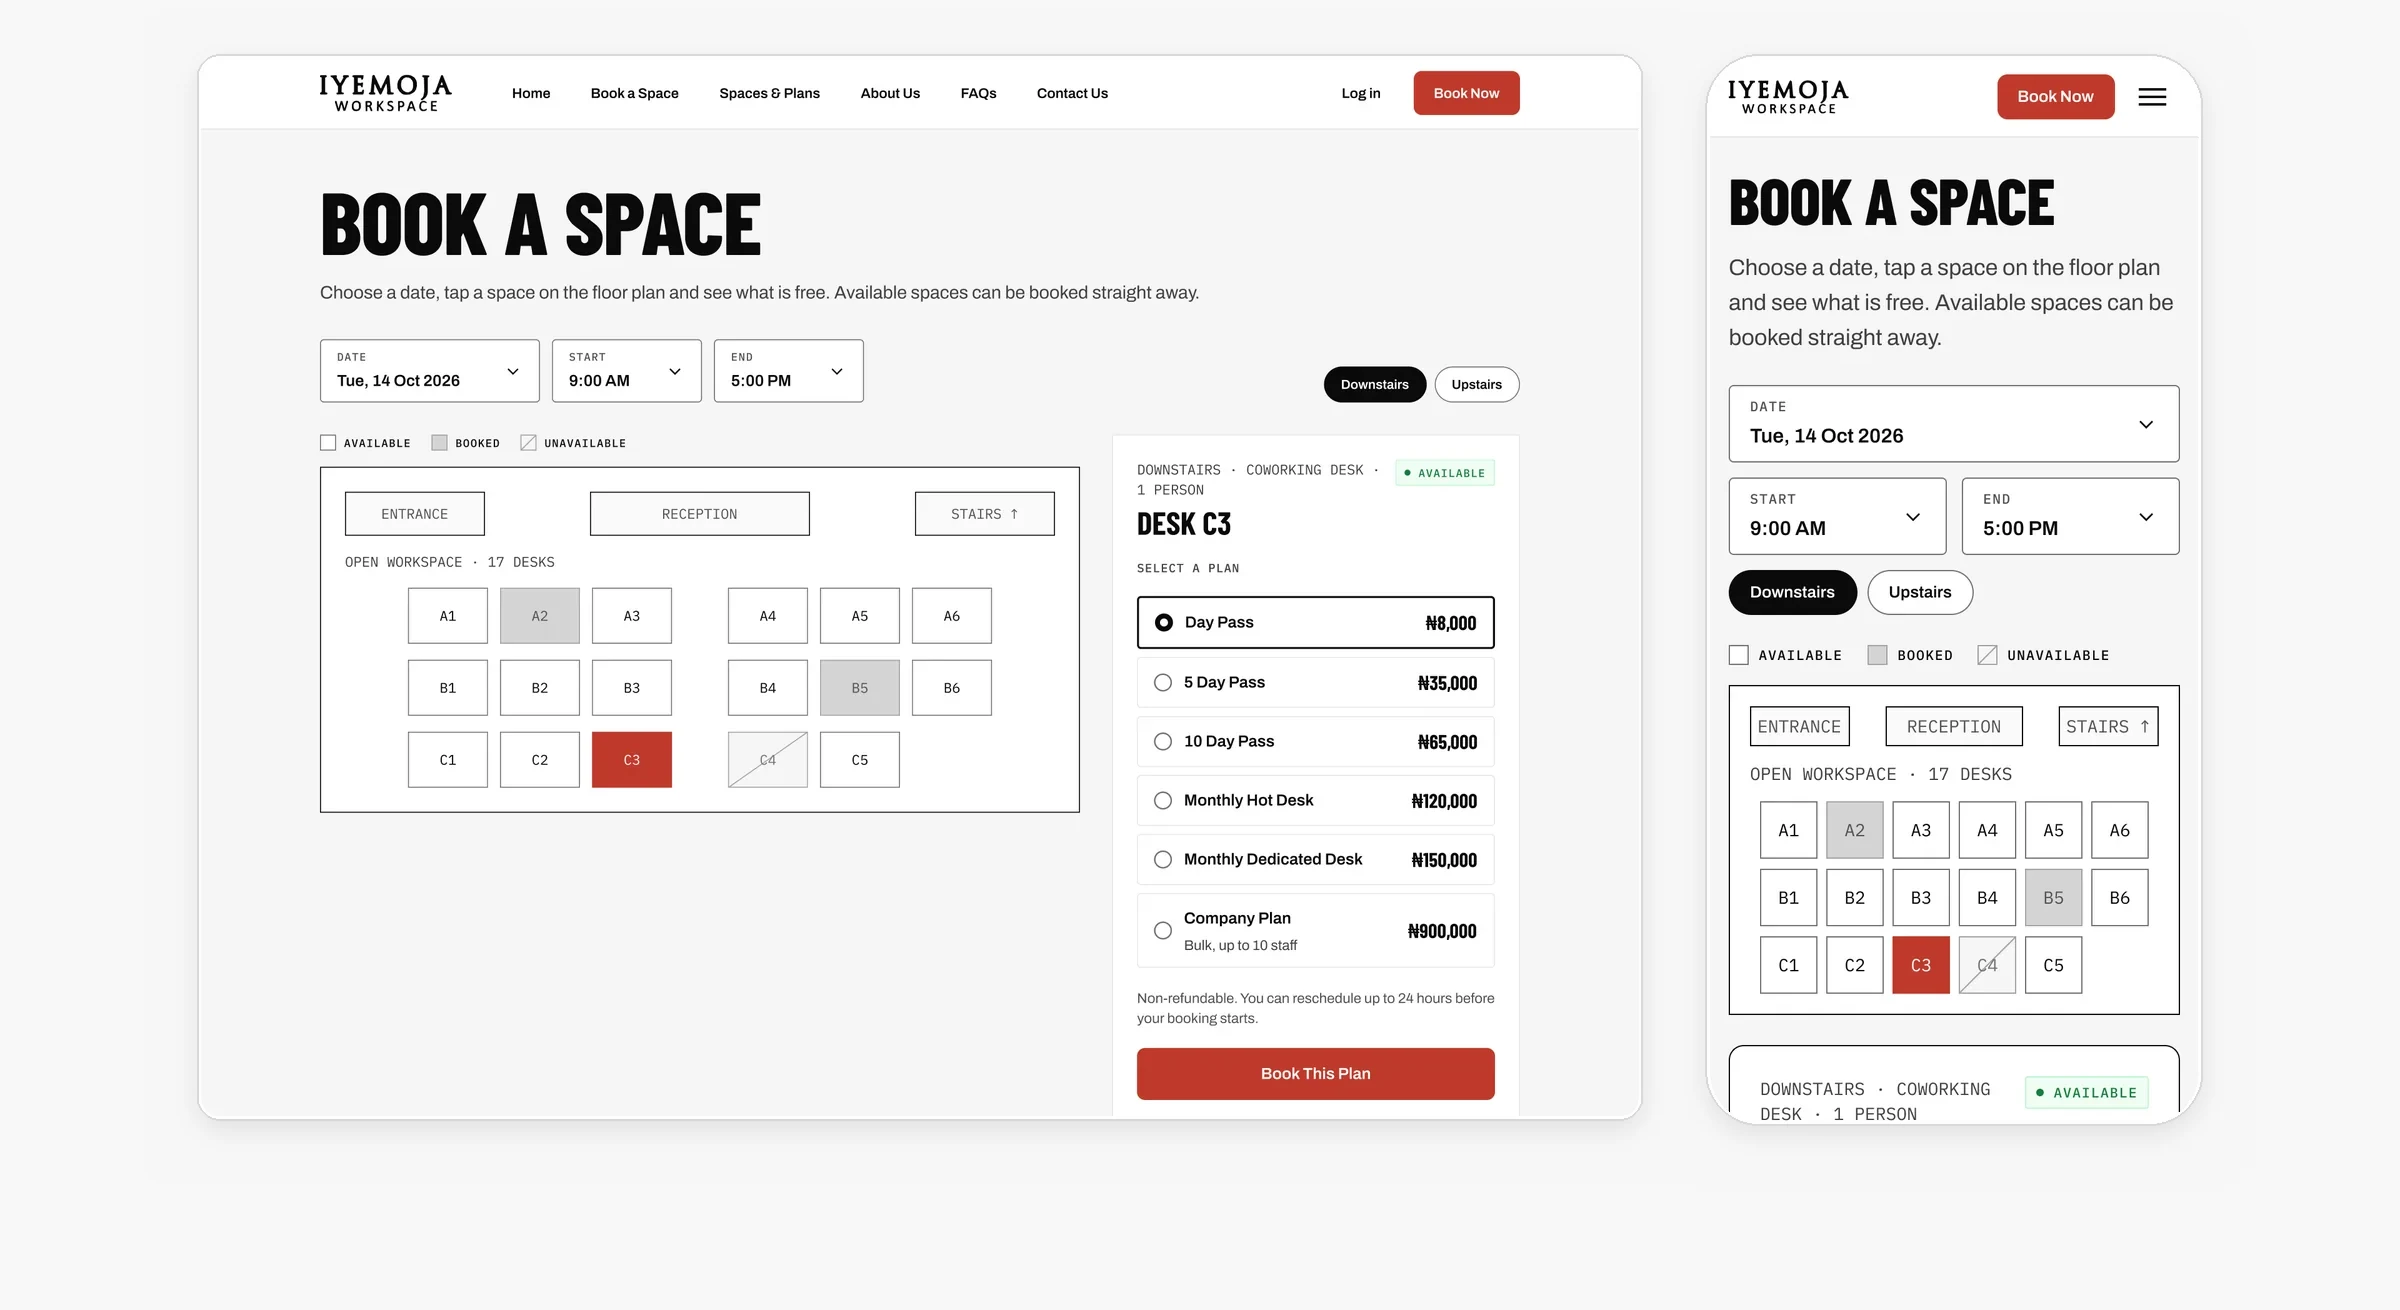 IYEMOJA
WORKSPACE
Home
Book a Space
Spaces & Plans
About Us
FAQs
Contact Us
Log in
Book Now
BOOK A SPACE
Choose a date, tap a space on the floor plan and see what is free. Available spaces can be booked straight away.
DATE
Tue, 14 Oct 2026
START
9:00 AM
END
5:00 PM
Downstairs
Upstairs
AVAILABLE
BOOKED
UNAVAILABLE
ENTRANCE
RECEPTION
STAIRS ↑
OPEN WORKSPACE · 17 DESKS
A1 A2 A3 A4 A5 A6
B1 B2 B3 B4 B5 B6
C1 C2 C3 C4 C5
DOWNSTAIRS · COWORKING DESK ·
1 PERSON
AVAILABLE
DESK C3
SELECT A PLAN
Day Pass ₦8,000
5 Day Pass ₦35,000
10 Day Pass ₦65,000
Monthly Hot Desk ₦120,000
Monthly Dedicated Desk ₦150,000
Company Plan ₦900,000
Bulk, up to 10 staff
Non-refundable. You can reschedule up to 24 hours before
your booking starts.
Book This Plan
IYEMOJA
WORKSPACE
Book Now
BOOK A SPACE
Choose a date, tap a space on the floor plan
and see what is free. Available spaces can be
booked straight away.
DATE
Tue, 14 Oct 2026
START
9:00 AM
END
5:00 PM
Downstairs
Upstairs
AVAILABLE
BOOKED
UNAVAILABLE
ENTRANCE
RECEPTION
STAIRS ↑
OPEN WORKSPACE · 17 DESKS
A1 A2 A3 A4 A5 A6
B1 B2 B3 B4 B5 B6
C1 C2 C3 C4 C5
DOWNSTAIRS · COWORKING
DESK · 1 PERSON
AVAILABLE